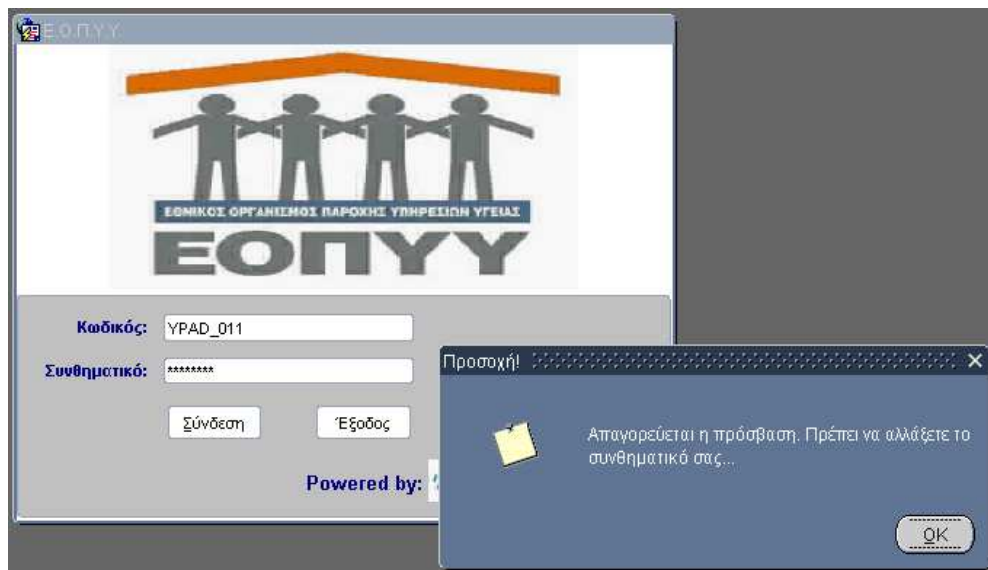 Ε.Ο.Π.Υ.Υ.
ΕΘΝΙΚΟΣ ΟΡΓΑΝΙΣΜΟΣ ΠΑΡΟΧΗΣ ΥΠΗΡΕΣΙΩΝ ΥΓΕΙΑΣ
ΕΟΠΥΥ
Κωδικός: YPAD_011
Συνθηματικό: ********
Σύνδεση Έξοδος
Powered by:
Προσοχή!
Απαγορεύεται η πρόσβαση. Πρέπει να αλλάξετε το
συνθηματικό σας...
OK